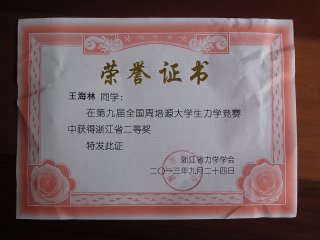 荣誉证书
王海林 同学：
在第九届全国周培源大学生力学竞赛
中获得浙江省二等奖
特发此证
浙江省力学学会
二〇一三年九月二十四日